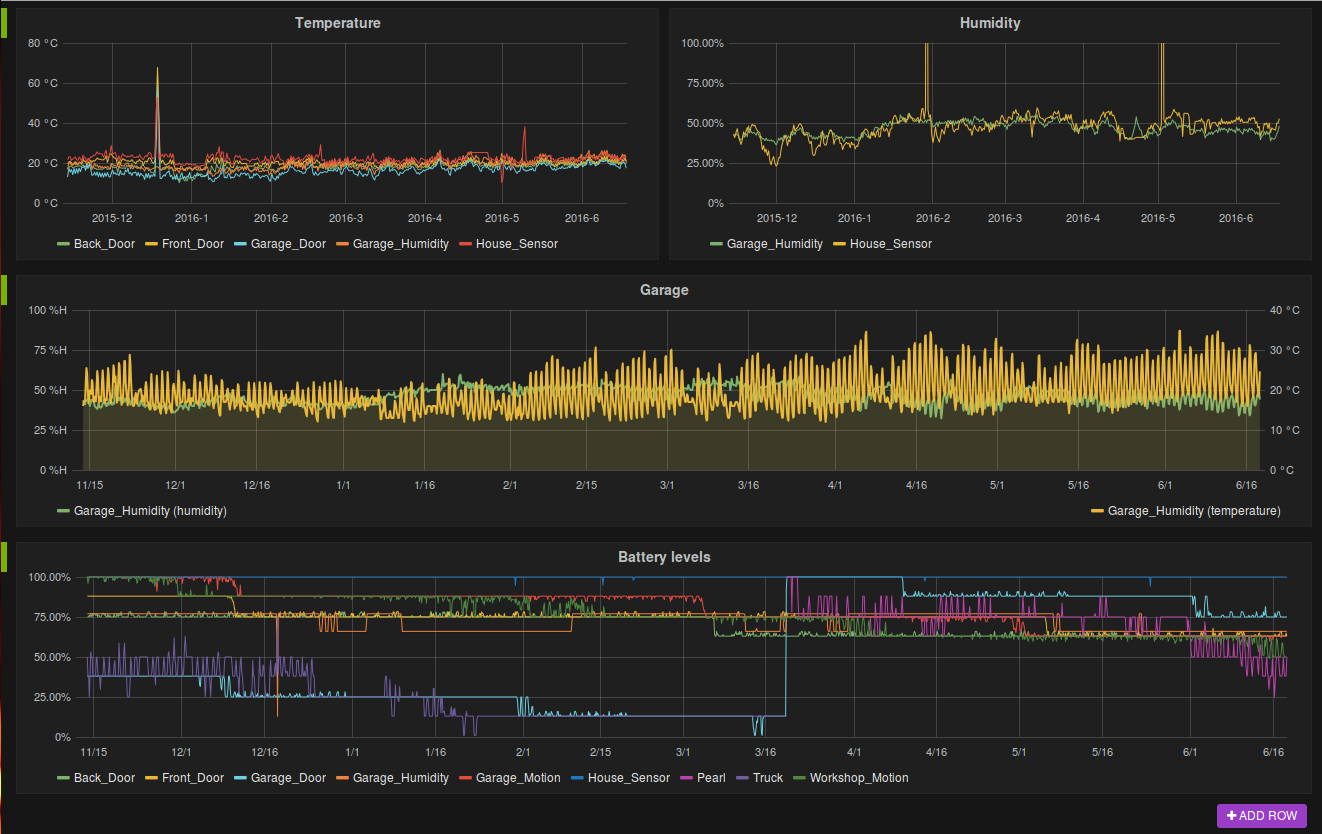 Temperature
80 °C
60 °C
40 °C
20 °C
0 °C
2015-12 2016-1 2016-2 2016-3 2016-4 2016-5 2016-6
Back_Door Front_Door Garage_Door Garage_Humidity House_Sensor
Humidity
100.00%
75.00%
50.00%
25.00%
0%
2015-12 2016-1 2016-2 2016-3 2016-4 2016-5 2016-6
Garage_Humidity House_Sensor
Garage
100 %H 40 °C
75 %H 30 °C
50 %H 20 °C
25 %H 10 °C
0 %H 0 °C
11/15 12/1 12/16 1/1 1/16 2/1 2/15 3/1 3/16 4/1 4/16 5/1 5/16 6/1 6/16
Garage_Humidity (humidity) Garage_Humidity (temperature)
Battery levels
100.00%
75.00%
50.00%
25.00%
0%
11/15 12/1 12/16 1/1 1/16 2/1 2/15 3/1 3/16 4/1 4/16 5/1 5/16 6/1 6/16
Back_Door Front_Door Garage_Door Garage_Humidity Garage_Motion House_Sensor Pearl Truck Workshop_Motion
+ ADD ROW